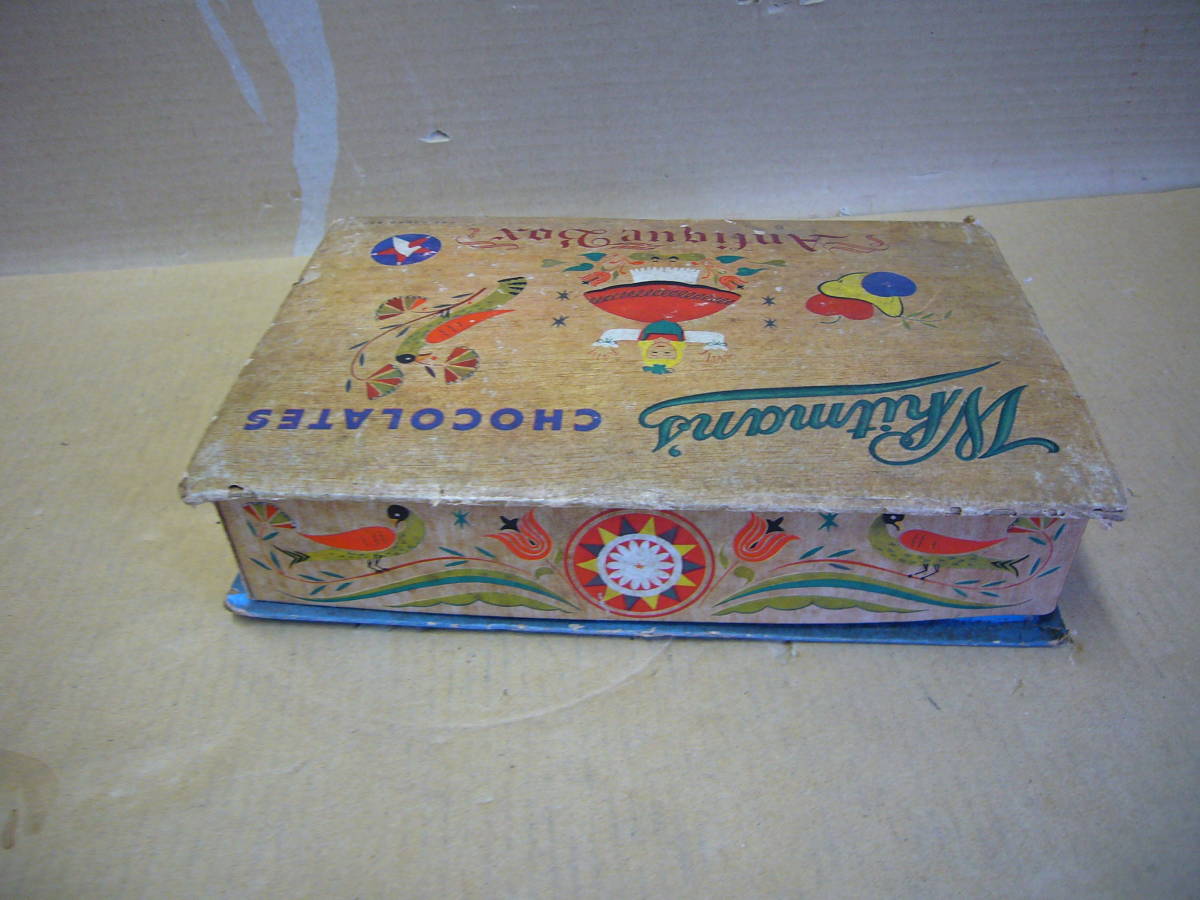 Whitman's
CHOCOLATES
Antique Box